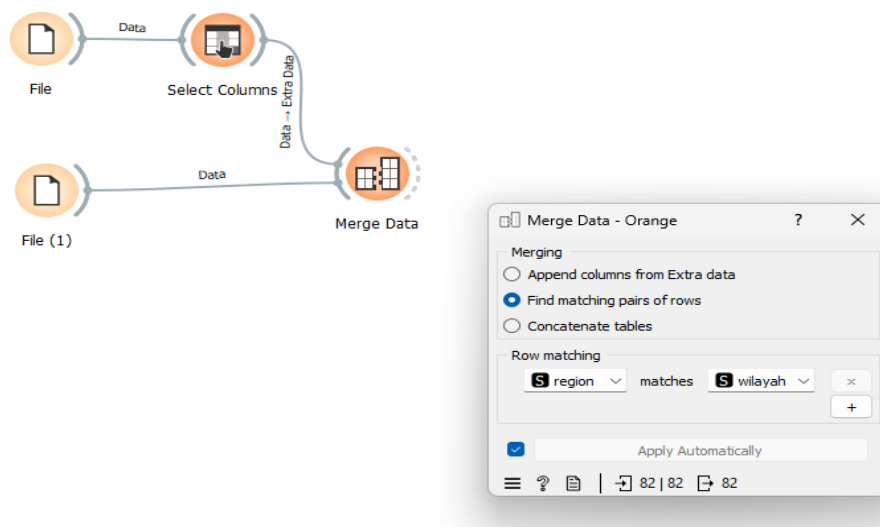 Data
File
Select Columns
Data → Extra Data
Data
File (1)
Merge Data
Merge Data - Orange ? ×
Merging
Append columns from Extra data
Find matching pairs of rows
Concatenate tables
Row matching
S region matches S wilayah ×
+
Apply Automatically
? 82 | 82 82